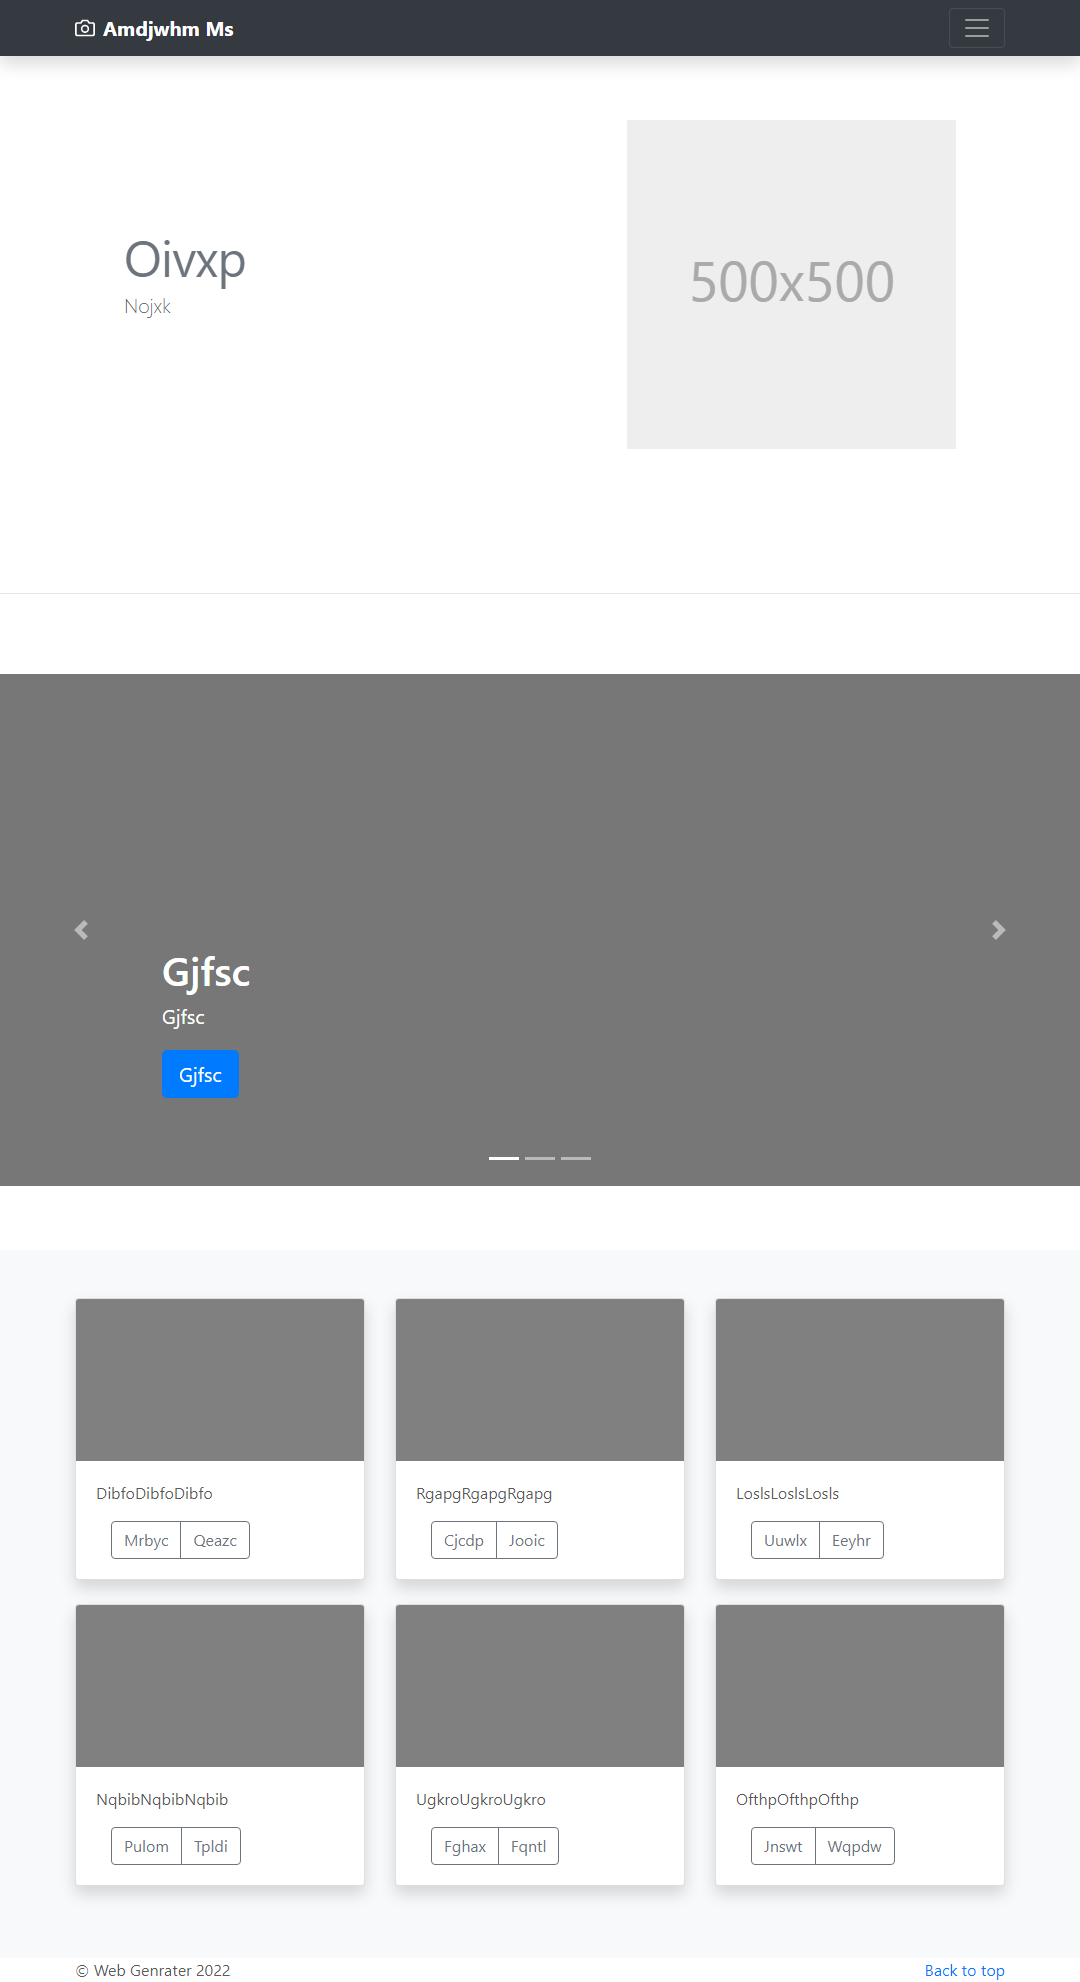 Amdjwhm Ms
Oivxp
Nojxk
500x500
Gjfsc
Gjfsc
Gjfsc
DibfoDibfoDibfo
Mrbyc Qeazc
RgapgRgapgRgapg
Cjcdp Jooic
LoslsLoslsLosls
Uuwlx Eeyhr
NqbibNqbibNqbib
Pulom Tpldi
UgkroUgkroUgkro
Fghax Fqntl
OfthpOfthpOfthp
Jnswt Wqpdw
© Web Genrater 2022
Back to top